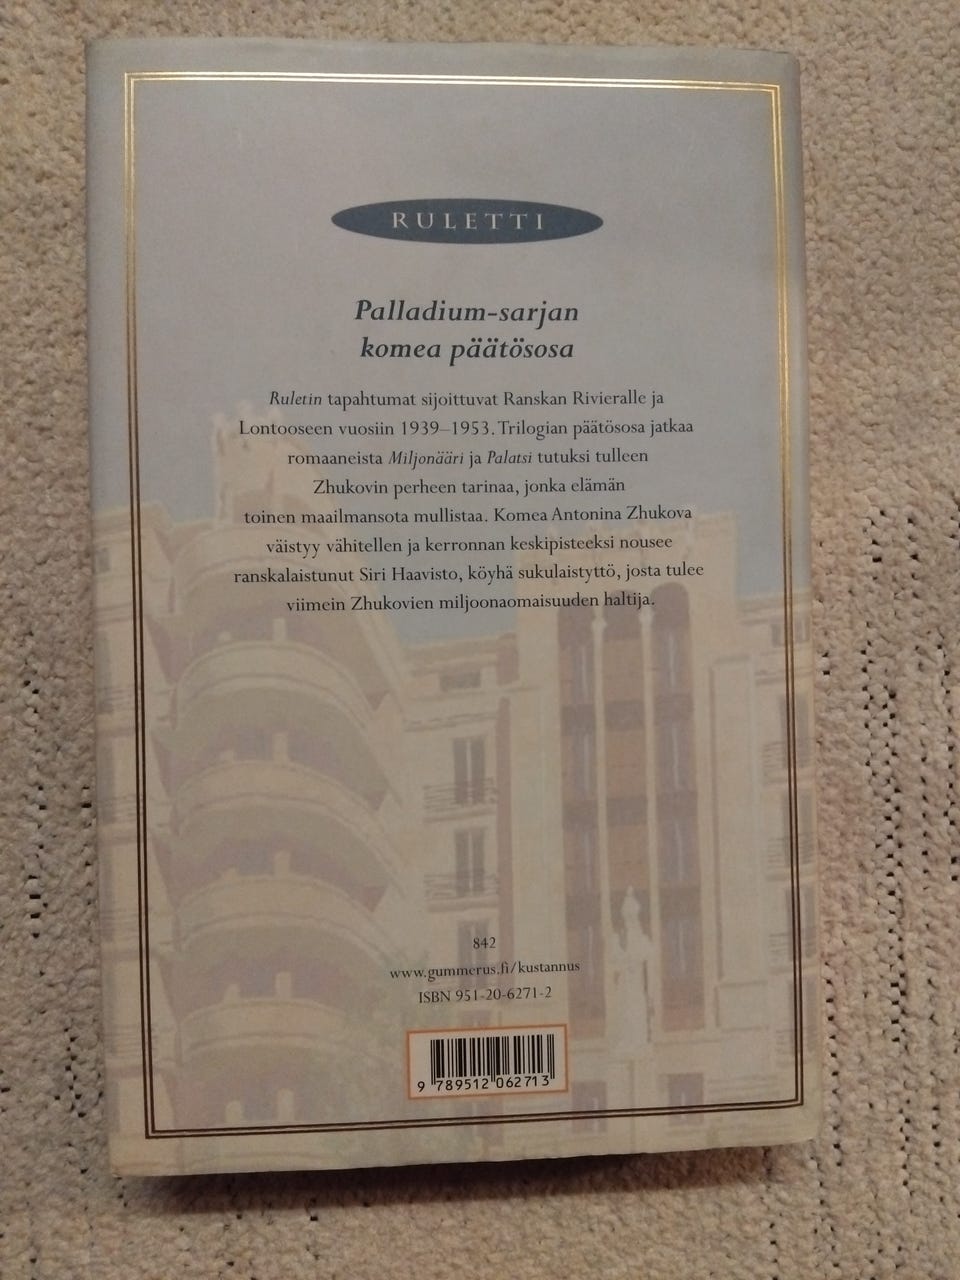 RULETTI
Palladium-sarjan
komea päätösosa
Ruletin tapahtumat sijoittuvat Ranskan Rivieralle ja
Lontooseen vuosiin 1939–1953. Trilogian päätösosa jatkaa
romaaneista Miljonääri ja Palatsi tutuksi tulleen
Zhukovin perheen tarinaa, jonka elämän
toinen maailmansota mullistaa. Komea Antonina Zhukova
väistyy vähitellen ja kerronnan keskipisteeksi nousee
ranskalaistunut Siri Haavisto, köyhä sukulaistyttö, josta tulee
viimein Zhukovien miljoonaomaisuuden haltija.
842
www.gummerus.fi/kustannus
ISBN 951-20-6271-2
9 789512 062713